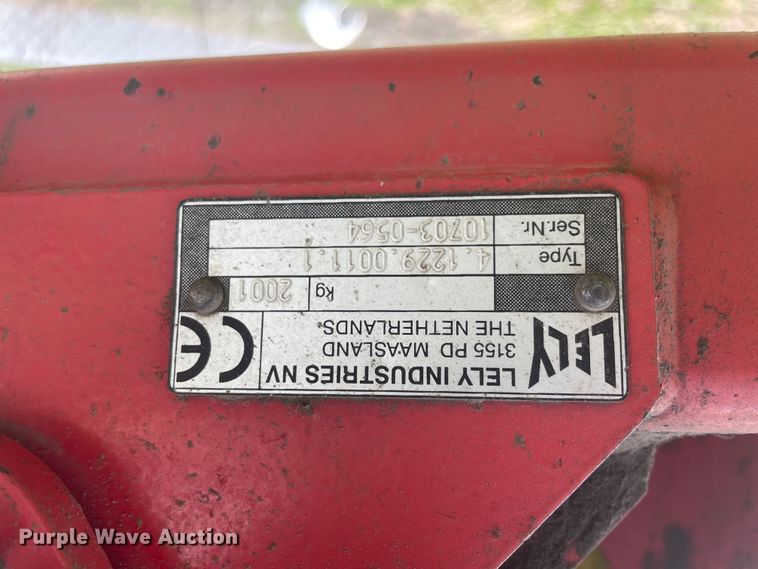 LELY
LELY INDUSTRIES NV
3155 PD MAASLAND
THE NETHERLANDS
CE
kg 2001
Type 4.1229.0011.1
Ser.Nr. 10703-0564
Purple Wave Auction